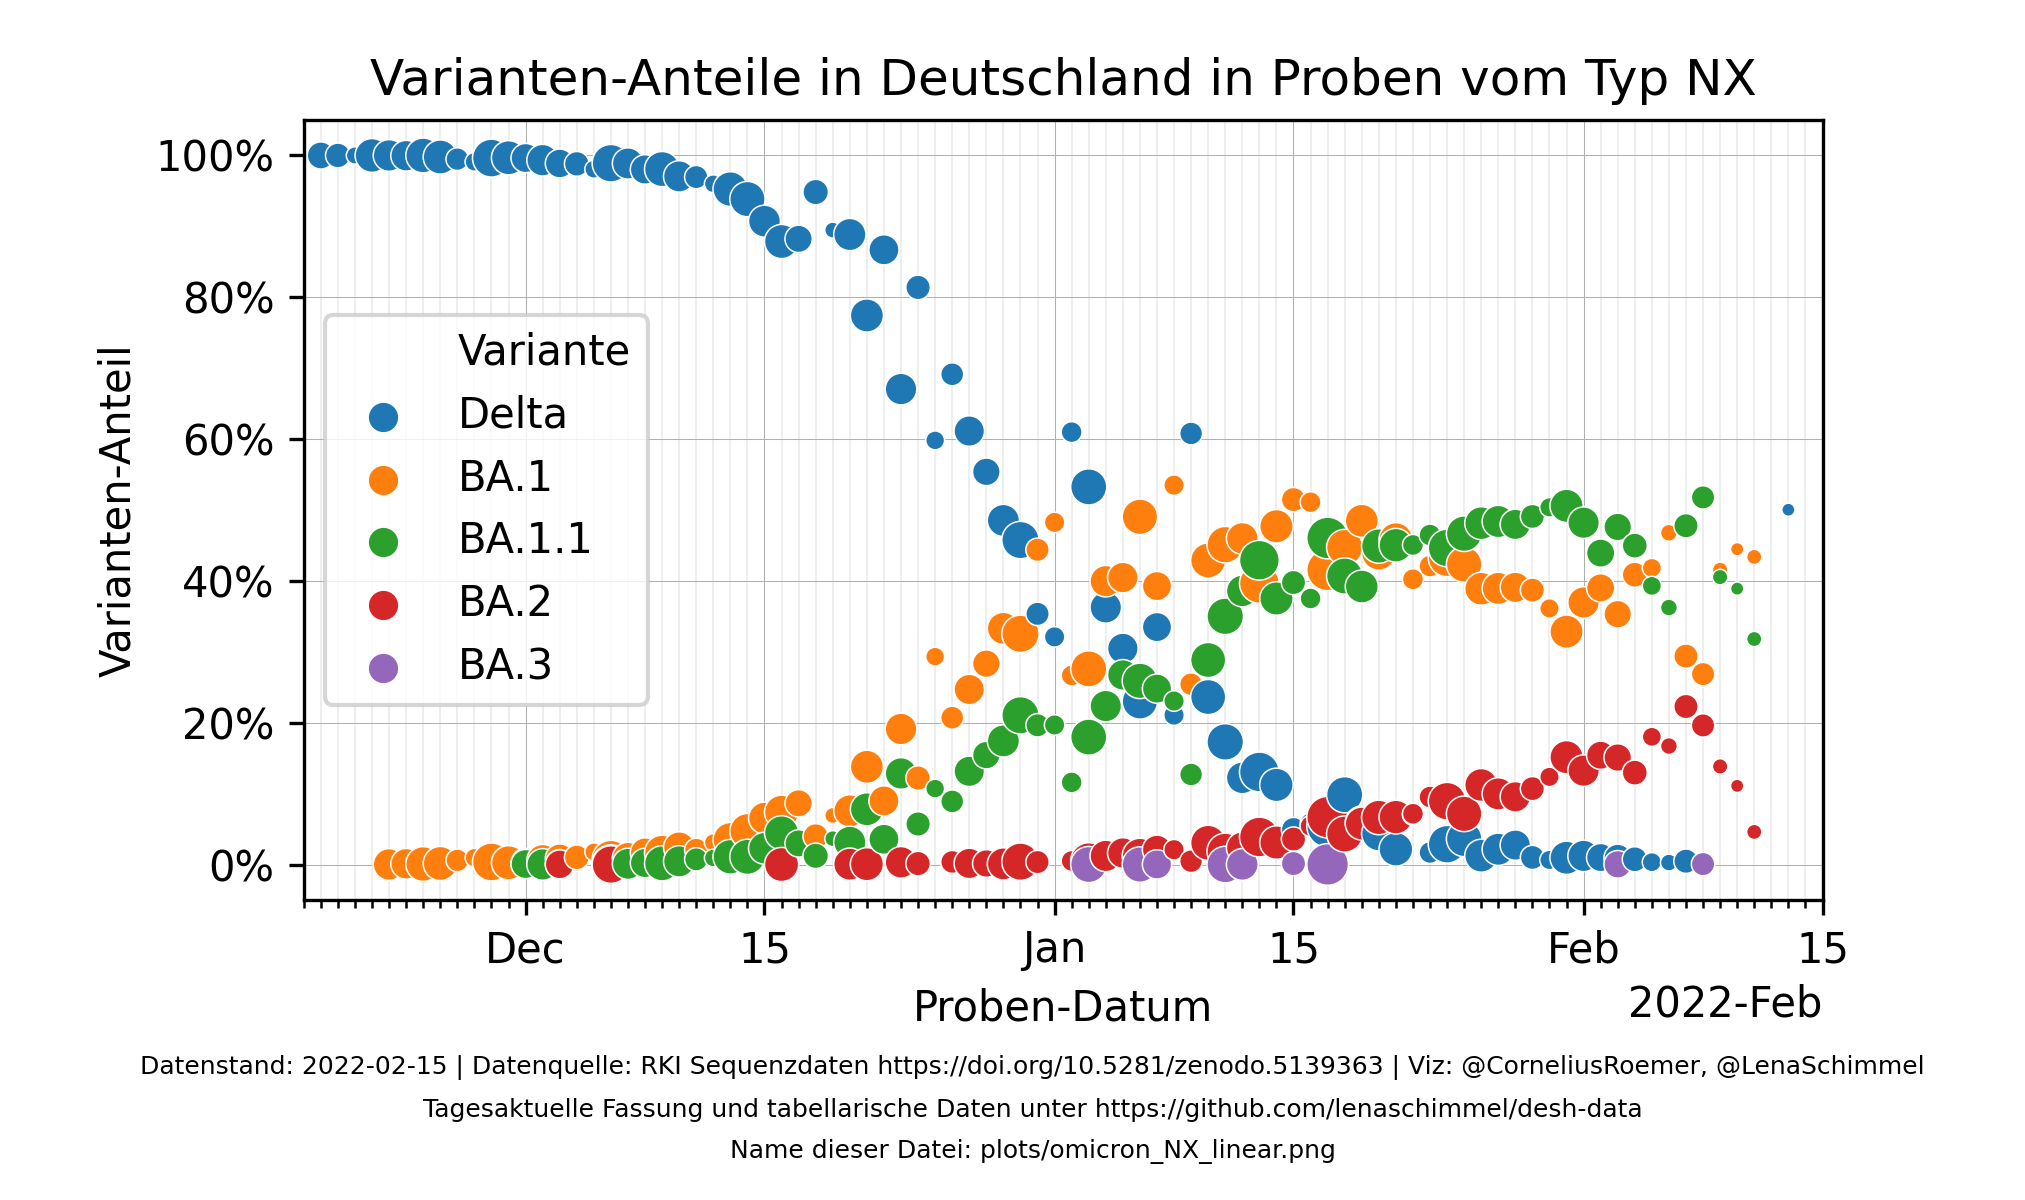 Varianten-Anteile in Deutschland in Proben vom Typ NX
Varianten-Anteil
100%
80%
60%
40%
20%
0%
Variante
Delta
BA.1
BA.1.1
BA.2
BA.3
Dec 15 Jan 15 Feb 15
Proben-Datum
2022-Feb
Datenstand: 2022-02-15 | Datenquelle: RKI Sequenzdaten https://doi.org/10.5281/zenodo.5139363 | Viz: @CorneliusRoemer, @LenaSchimmel
Tagesaktuelle Fassung und tabellarische Daten unter https://github.com/lenaschimmel/desh-data
Name dieser Datei: plots/omicron_NX_linear.png